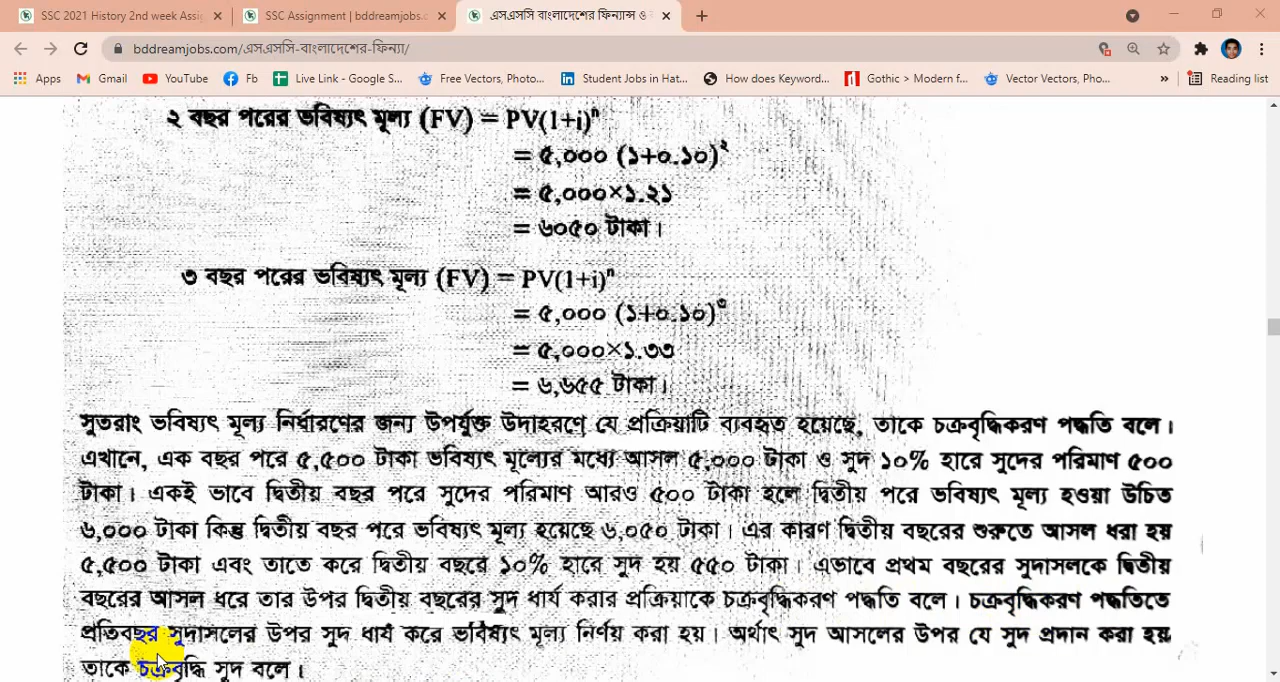 SSC 2021 History 2nd week Assig
SSC Assignment | bddreamjobs.c
এসএসসি বাংলাদেশের ফিন্যান্স ও ব
bddreamjobs.com/এসএসসি-বাংলাদেশের-ফিন্যা/
Apps Gmail YouTube Fb Live Link - Google S... Free Vectors, Photo... Student Jobs in Hat... How does Keyword... Gothic > Modern f... Vector Vectors, Pho... » Reading list
২ বছর পরের ভবিষ্যৎ মূল্য (FV) = PV(1+i)ⁿ
= ৫,০০০ (১+০.১০)^২
= ৫,০০০×১.২১
= ৬০৫০ টাকা।
৩ বছর পরের ভবিষ্যৎ মূল্য (FV) = PV(1+i)ⁿ
= ৫,০০০ (১+০.১০)^৩
= ৫,০০০×১.৩৩
= ৬,৬৫৫ টাকা।
সুতরাং ভবিষ্যৎ মূল্য নির্ধারণের জন্য উপর্যুক্ত উদাহরণে যে প্রক্রিয়াটি ব্যবহৃত হয়েছে, তাকে চক্রবৃদ্ধিকরণ পদ্ধতি বলে।
এখানে, এক বছর পরে ৫,৫০০ টাকা ভবিষ্যৎ মূল্যের মধ্যে আসল ৫,০০০ টাকা ও সুদ ১০% হারে সুদের পরিমাণ ৫০০
টাকা। একই ভাবে দ্বিতীয় বছর পরে সুদের পরিমাণ আরও ৫০০ টাকা হলে দ্বিতীয় পরে ভবিষ্যৎ মূল্য হওয়া উচিত
৬,০০০ টাকা কিন্তু দ্বিতীয় বছর পরে ভবিষ্যৎ মূল্য হয়েছে ৬,০৫০ টাকা। এর কারণ দ্বিতীয় বছরের শুরুতে আসল ধরা হয়
৫,৫০০ টাকা এবং তাতে করে দ্বিতীয় বছরে ১০% হারে সুদ হয় ৫৫০ টাকা। এভাবে প্রথম বছরের সুদাসলকে দ্বিতীয়
বছরের আসল ধরে তার উপর দ্বিতীয় বছরের সুদ ধার্য করার প্রক্রিয়াকে চক্রবৃদ্ধিকরণ পদ্ধতি বলে। চক্রবৃদ্ধিকরণ পদ্ধতিতে
প্রতিবছর সুদাসলের উপর সুদ ধার্য করে ভবিষ্যৎ মূল্য নির্ণয় করা হয়। অর্থাৎ সুদ আসলের উপর যে সুদ প্রদান করা হয়
তাকে চক্রবৃদ্ধি সুদ বলে।